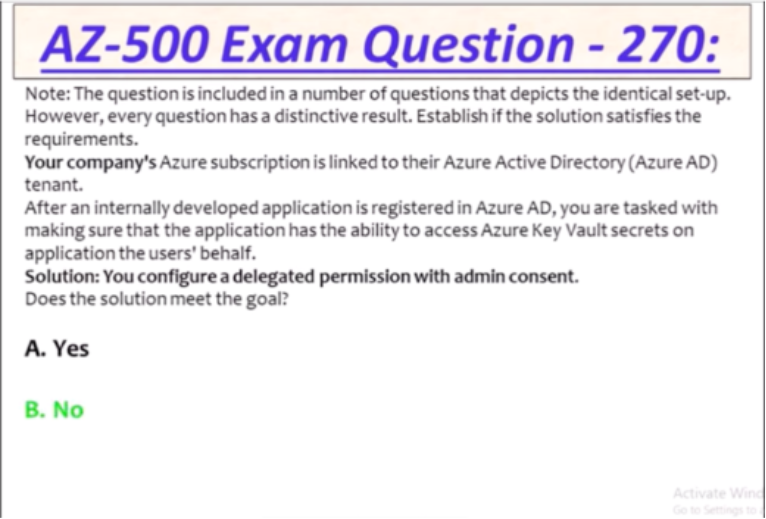 AZ-500 Exam Question - 270:
Note: The question is included in a number of questions that depicts the identical set-up.
However, every question has a distinctive result. Establish if the solution satisfies the
requirements.
Your company's Azure subscription is linked to their Azure Active Directory (Azure AD)
tenant.
After an internally developed application is registered in Azure AD, you are tasked with
making sure that the application has the ability to access Azure Key Vault secrets on
application the users' behalf.
Solution: You configure a delegated permission with admin consent.
Does the solution meet the goal?
A. Yes
B. No
Activate Wind
Go to Settings to